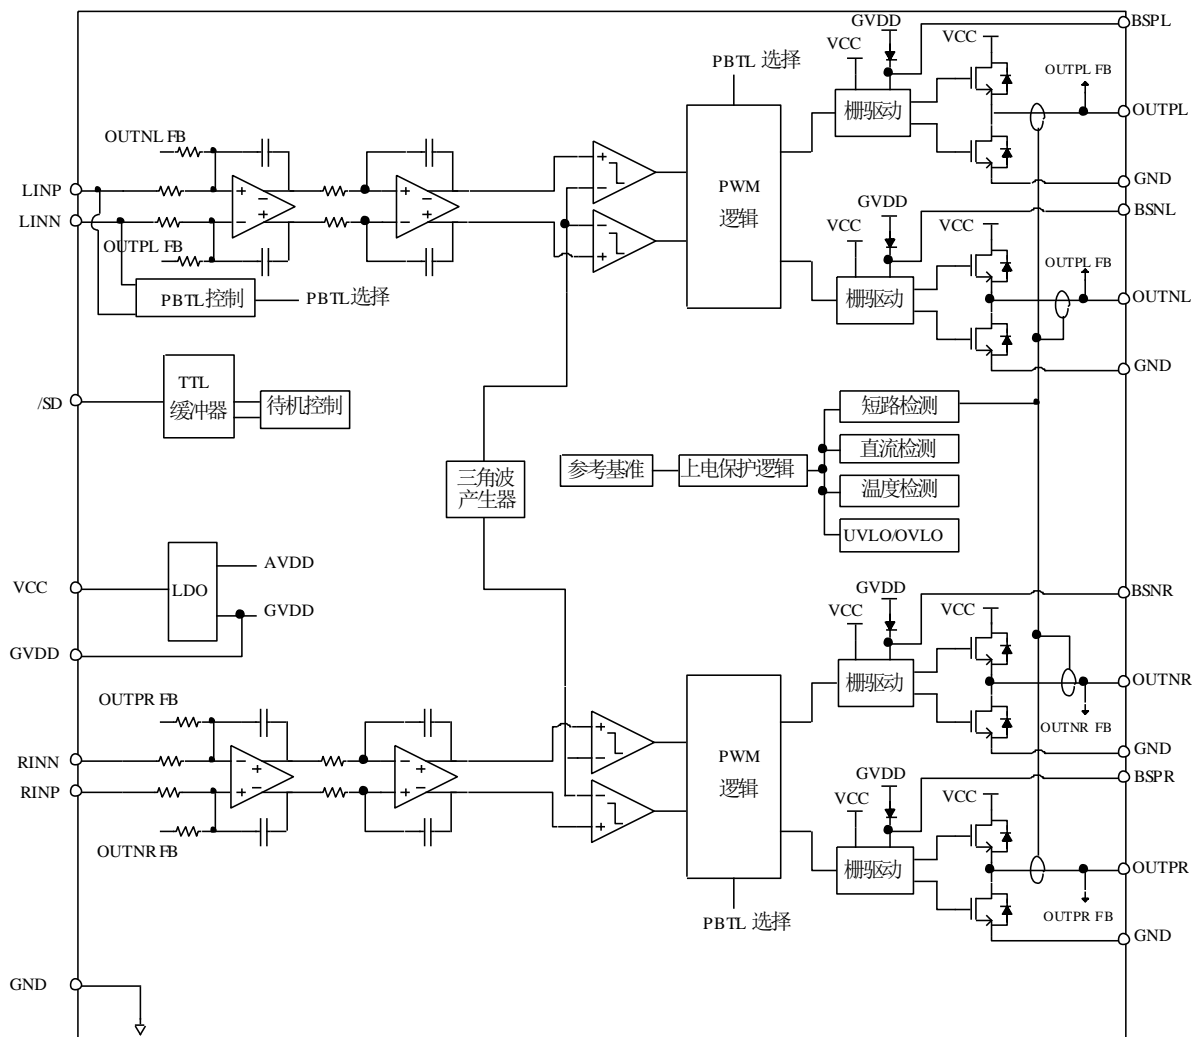 GVDD
BSPL
VCC
VCC
PBTL 选择
OUTPL FB
栅驱动
OUTPL
OUTNL FB
LINP
PWM
逻辑
GND
LINN
GVDD
BSNL
VCC
VCC
OUTPL FB
OUTPL FB
PBTL控制
PBTL选择
栅驱动
OUTNL
GND
TTL
缓冲器
/SD
待机控制
短路检测
直流检测
参考基准
上电保护逻辑
三角波
产生器
温度检测
UVLO/OVLO
AVDD
VCC
LDO
GVDD
GVDD
BSNR
VCC
VCC
GVDD
栅驱动
OUTNR
OUTPR FB
OUTNR FB
RINN
PWM
逻辑
GND
RINP
GVDD
BSPR
VCC
VCC
OUTNR FB
栅驱动
OUTPR
PBTL 选择
OUTPR FB
GND
GND